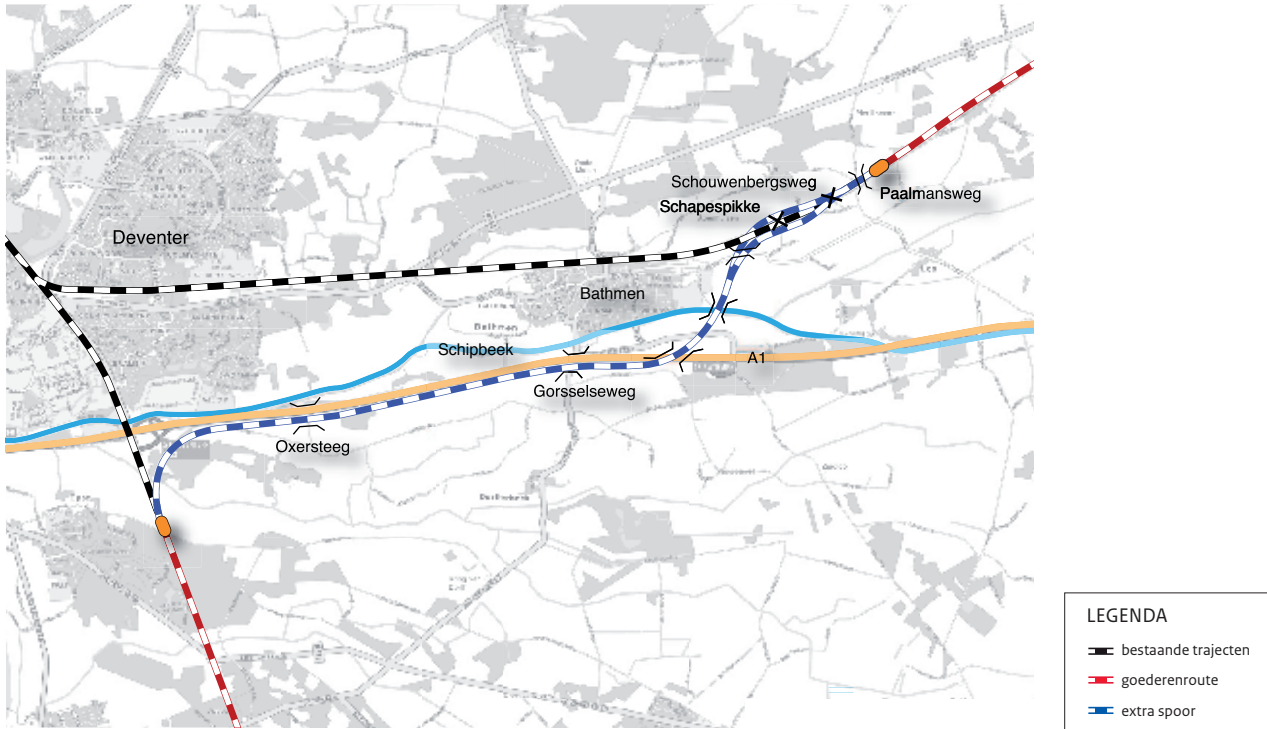 Schouwenbergsweg
Schapespikke
Paalmansweg
Deventer
Bathmen
Schipbeek
A1
Gorsselseweg
Oxersteeg
LEGENDA
bestaande trajecten
goederenroute
extra spoor